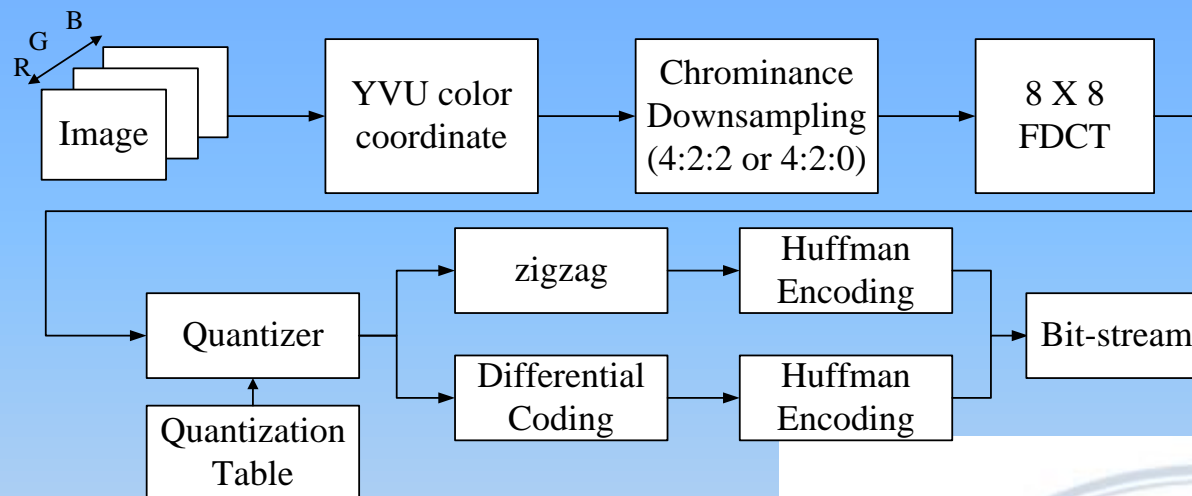 B
G
R
Image
YVU color
coordinate
Chrominance
Downsampling
(4:2:2 or 4:2:0)
8 X 8
FDCT
zigzag
Huffman
Encoding
Quantizer
Bit-stream
Differential
Coding
Huffman
Encoding
Quantization
Table